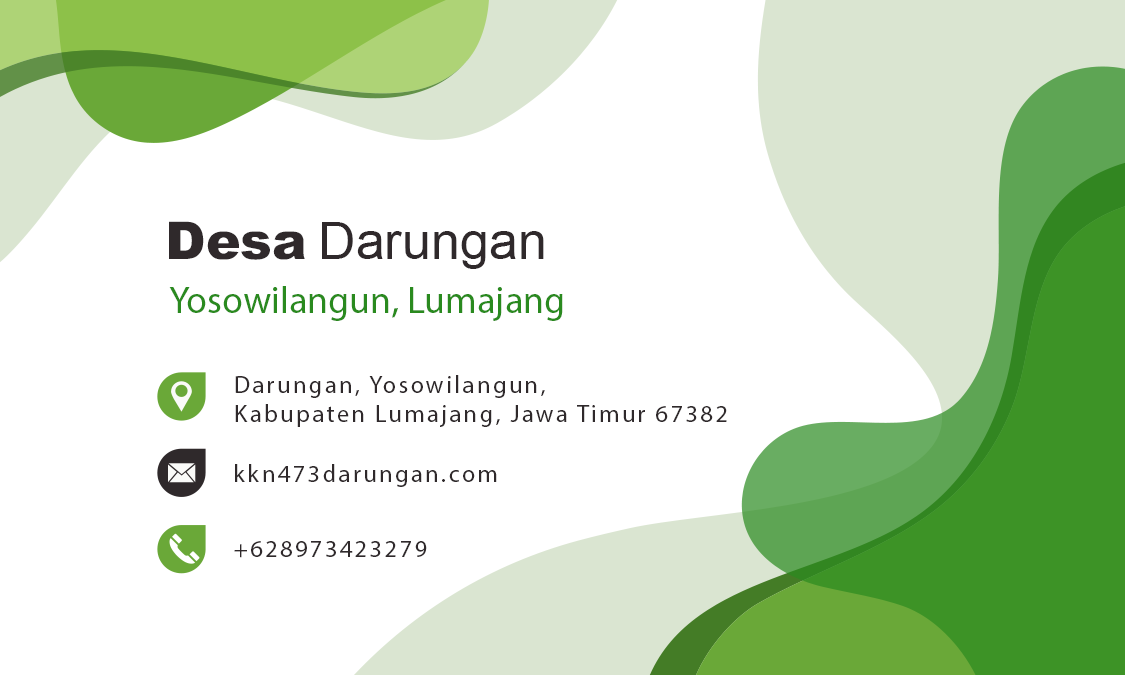 Desa Darungan
Yosowilangun, Lumajang
Darungan, Yosowilangun,
Kabupaten Lumajang, Jawa Timur 67382
kkn473darungan.com
+628973423279